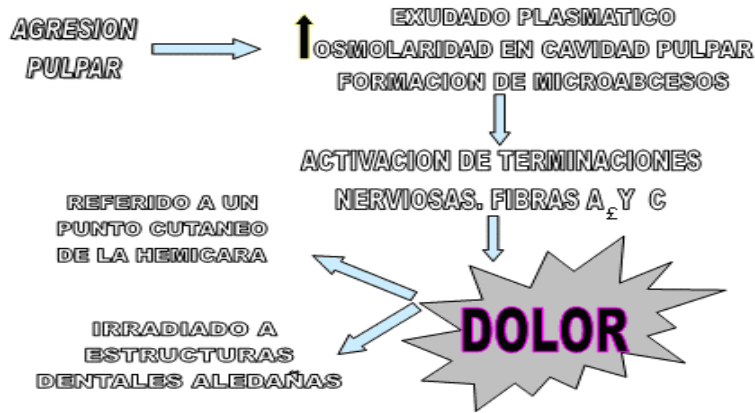 AGRESION
PULPAR
EXUDADO PLASMATICO
OSMOLARIDAD EN CAVIDAD PULPAR
FORMACION DE MICROABCESOS
ACTIVACION DE TERMINACIONES
NERVIOSAS. FIBRAS A £ Y C
REFERIDO A UN
PUNTO CUTANEO
DE LA HEMICARA
IRRADIADO A
ESTRUCTURAS
DENTALES ALEDAÑAS
DOLOR